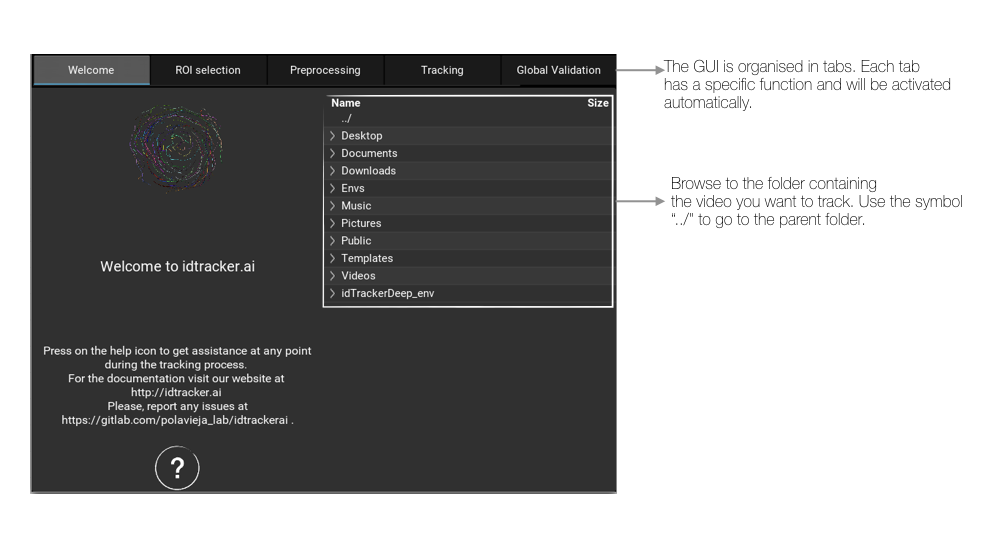 Welcome
ROI selection
Preprocessing
Tracking
Global Validation
The GUI is organised in tabs. Each tab
has a specific function and will be activated
automatically.
Name
Size
../
Desktop
Documents
Downloads
Envs
Music
Pictures
Public
Templates
Videos
idTrackerDeep_env
Browse to the folder containing
the video you want to track. Use the symbol
“../” to go to the parent folder.
Welcome to idtracker.ai
Press on the help icon to get assistance at any point
during the tracking process.
For the documentation visit our website at
http://idtracker.ai
Please, report any issues at
https://gitlab.com/polavieja_lab/idtrackerai .
?